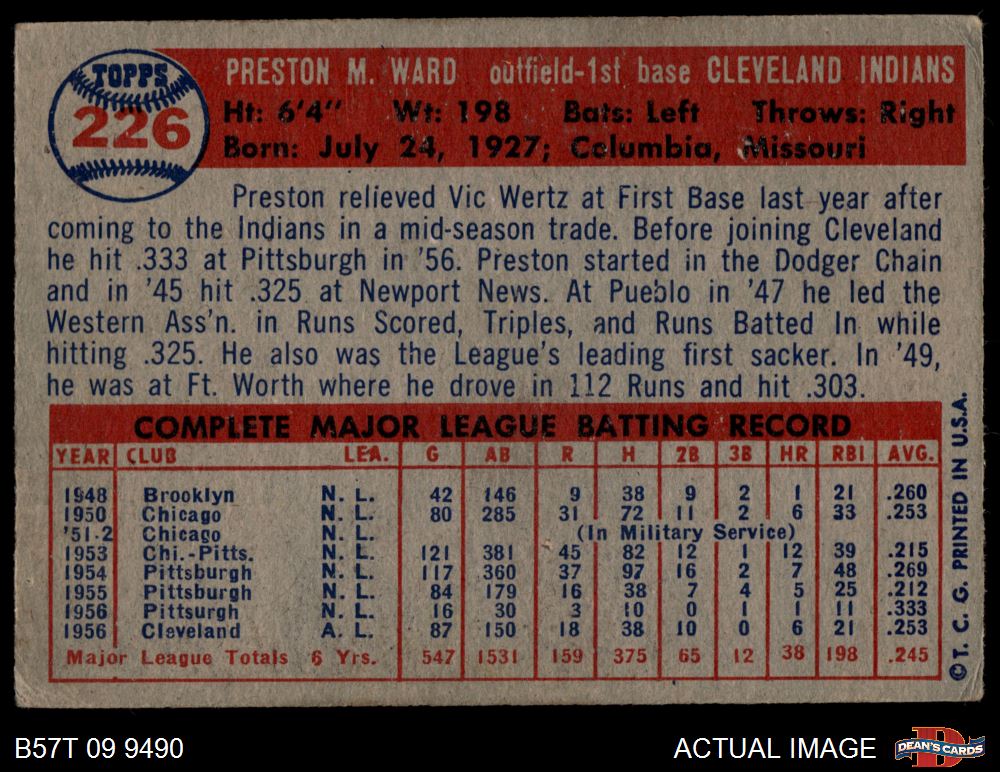 TOPPS
226
PRESTON M. WARD outfield-1st base CLEVELAND INDIANS
Ht: 6'4" Wt: 198 Bats: Left Throws: Right
Born: July 24, 1927; Columbia, Missouri
Preston relieved Vic Wertz at First Base last year after
coming to the Indians in a mid-season trade. Before joining Cleveland
he hit .333 at Pittsburgh in '56. Preston started in the Dodger Chain
and in '45 hit .325 at Newport News. At Pueblo in '47 he led the
Western Ass'n. in Runs Scored, Triples, and Runs Batted In while
hitting .325. He also was the League's leading first sacker. In '49,
he was at Ft. Worth where he drove in 112 Runs and hit .303.
COMPLETE MAJOR LEAGUE BATTING RECORD
YEAR CLUB LEA. G AB R H 2B 3B HR RBI AVG.
1948 Brooklyn N. L. 42 146 9 38 9 2 1 21 .260
1950 Chicago N. L. 80 285 31 72 11 2 6 33 .253
'51-2 Chicago N. L. (In Military Service)
1953 Chi.-Pitts. N. L. 121 381 45 82 12 1 12 39 .215
1954 Pittsburgh N. L. 117 360 37 97 16 2 7 48 .269
1955 Pittsburgh N. L. 84 179 16 38 7 4 5 25 .212
1956 Pittsurgh N. L. 16 30 3 10 0 1 1 11 .333
1956 Cleveland A. L. 87 150 18 38 10 0 6 21 .253
Major League Totals 6 Yrs. 547 1531 159 375 65 12 38 198 .245
© T. C. G. PRINTED IN U.S.A.
B57T 09 9490
ACTUAL IMAGE
DEAN'S CARDS